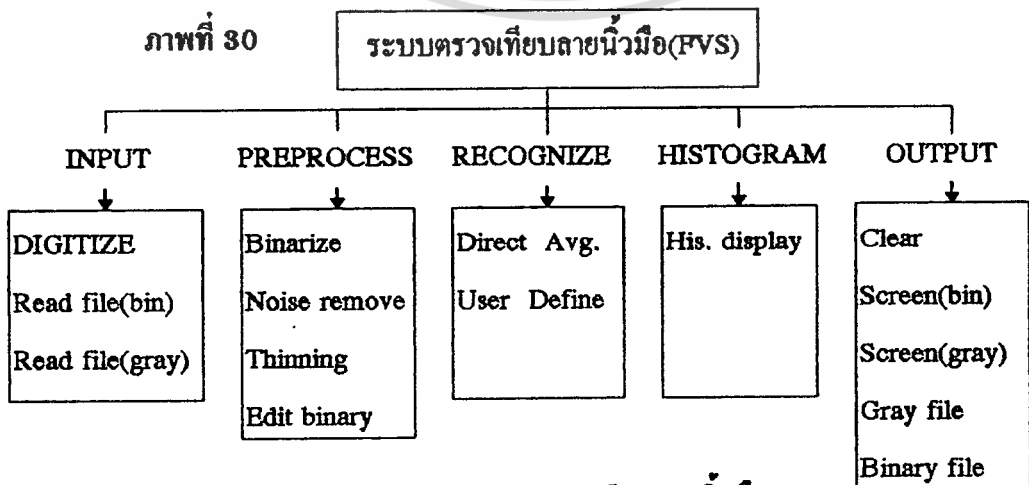 ภาพที่ 30
ระบบตรวจเทียบลายนิ้วมือ(FVS)
INPUT
DIGITIZE
Read file(bin)
Read file(gray)
PREPROCESS
Binarize
Noise remove
Thinning
Edit binary
RECOGNIZE
Direct Avg.
User Define
HISTOGRAM
His. display
OUTPUT
Clear
Screen(bin)
Screen(gray)
Gray file
Binary file